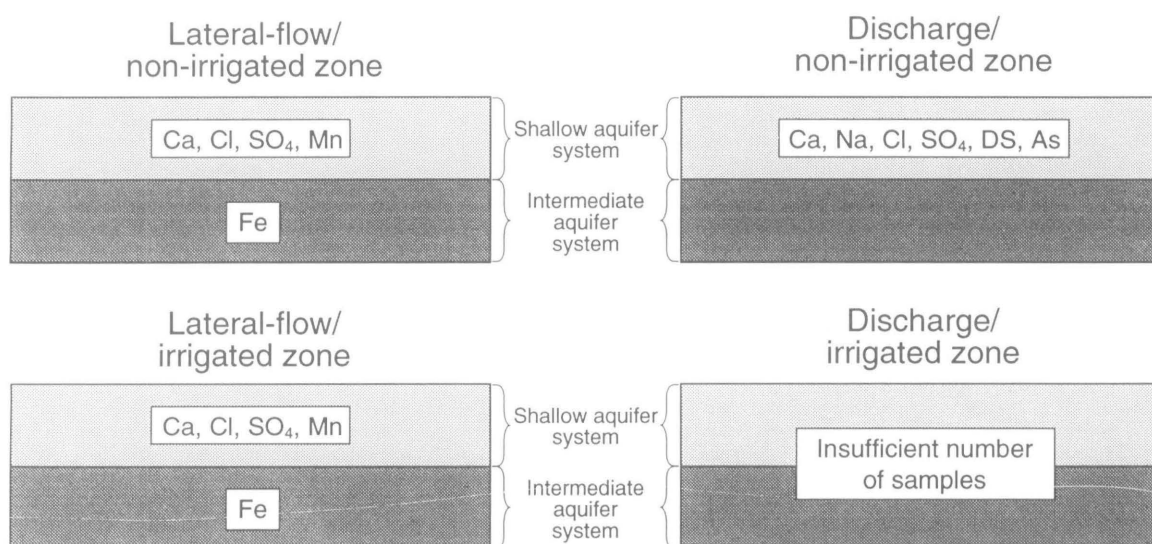 Lateral-flow/
non-irrigated zone
Discharge/
non-irrigated zone
Ca, Cl, SO₄, Mn
Shallow aquifer
system
Ca, Na, Cl, SO₄, DS, As
Fe
Intermediate
aquifer
system
Lateral-flow/
irrigated zone
Discharge/
irrigated zone
Ca, Cl, SO₄, Mn
Shallow aquifer
system
Insufficient number
of samples
Fe
Intermediate
aquifer
system